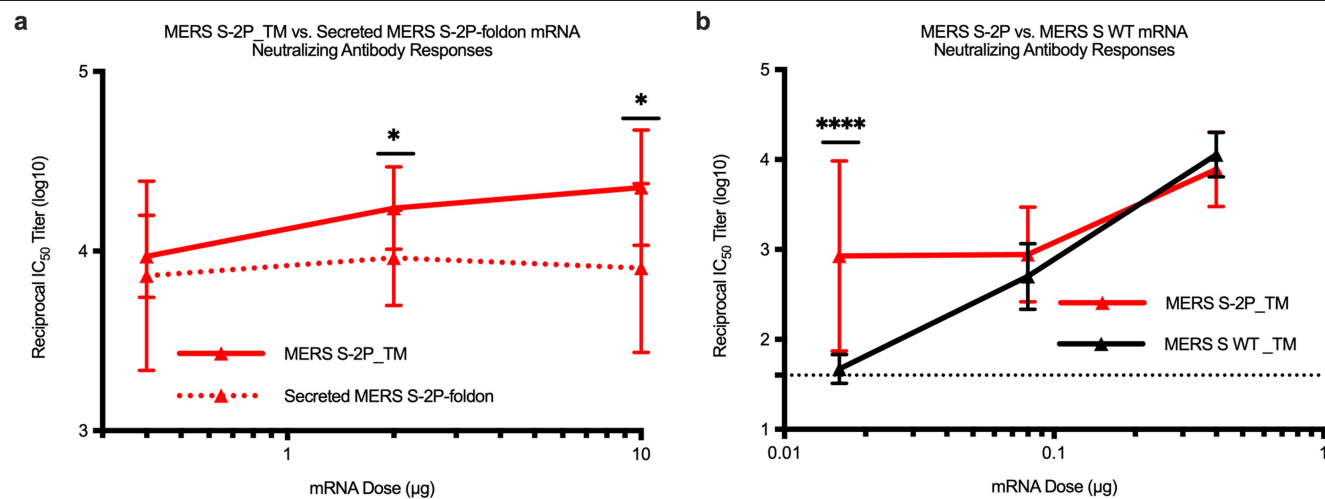 a
MERS S-2P_TM vs. Secreted MERS S-2P-foldon mRNA
Neutralizing Antibody Responses
5
4
3
Reciprocal IC50 Titer (log10)
*
*
MERS S-2P_TM
Secreted MERS S-2P-foldon
1
10
mRNA Dose (µg)
b
MERS S-2P vs. MERS S WT mRNA
Neutralizing Antibody Responses
5
4
3
2
1
Reciprocal IC50 Titer (log10)
****
MERS S-2P_TM
MERS S WT _TM
0.01
0.1
1
mRNA Dose (µg)